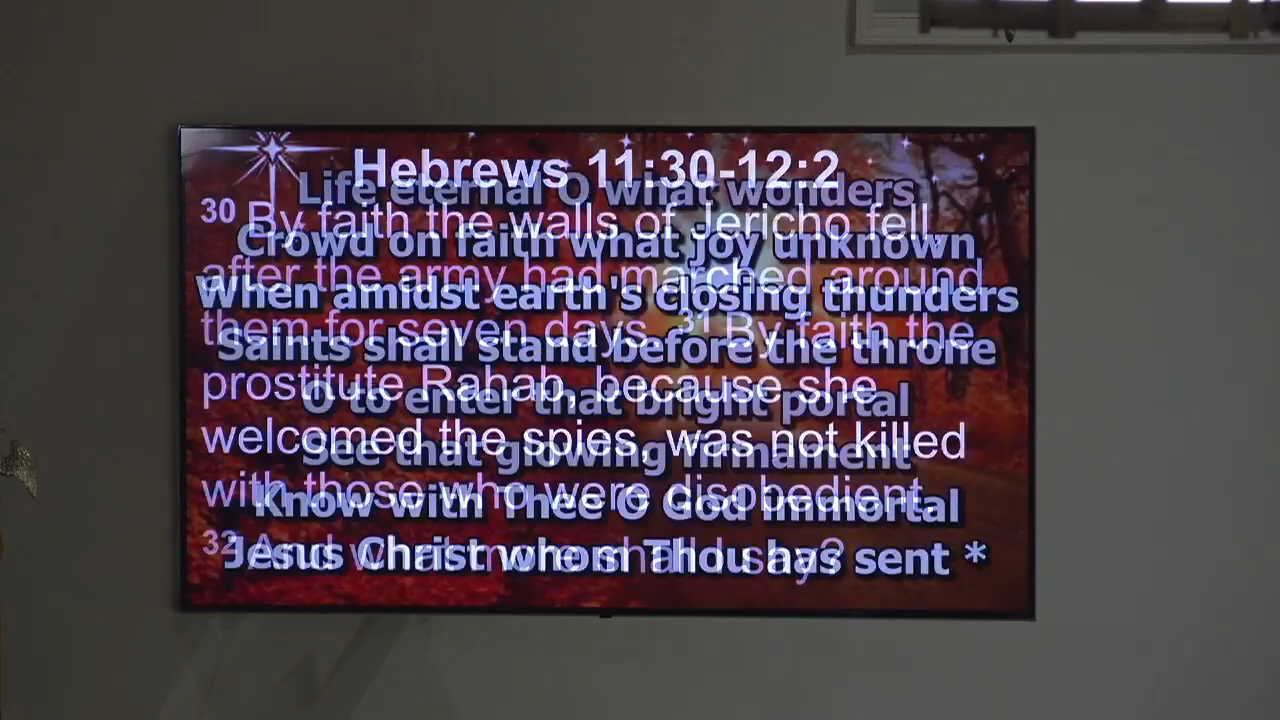 Hebrews 11:30-12:2
30 By faith the walls of Jericho fell,
after the army had marched around
them for seven days. 31 By faith the
prostitute Rahab, because she
welcomed the spies, was not killed
with those who were disobedient.
32 And what more shall I say?
Life eternal O what wonders
Crowd on faith what joy unknown
When amidst earth's closing thunders
Saints shall stand before the throne
O to enter that bright portal
See that glowing firmament
Know with Thee O God immortal
Jesus Christ whom Thou has sent *